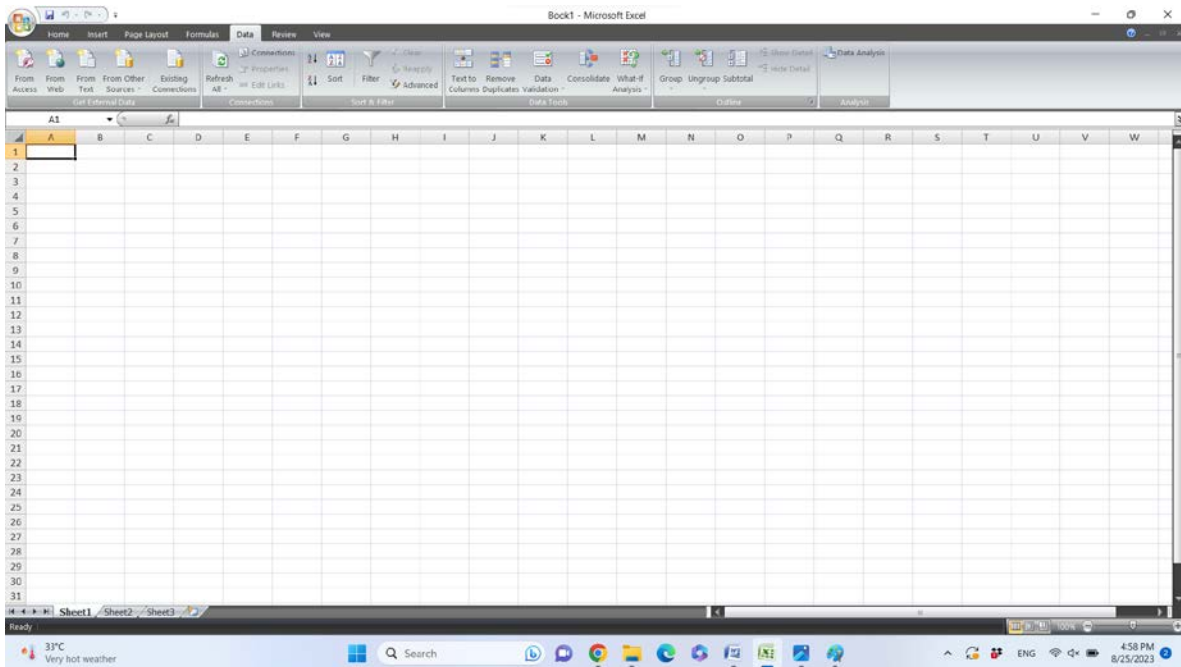 Book1 - Microsoft Excel
Home Insert Page Layout Formulas Data Review View
Connections Clear Show Detail Data Analysis
Properties Reapply Hide Detail
From Access From Web From Text From Other Sources Existing Connections Refresh All Edit Links Sort Filter Advanced Text to Columns Remove Duplicates Data Validation Consolidate What-If Analysis Group Ungroup Subtotal
Get External Data Connections Sort & Filter Data Tools Outline Analysis
A1 fx
A B C D E F G H I J K L M N O P Q R S T U V W
1
2
3
4
5
6
7
8
9
10
11
12
13
14
15
16
17
18
19
20
21
22
23
24
25
26
27
28
29
30
31
Sheet1 Sheet2 Sheet3
Ready 100%
33°C
Very hot weather
Search
ENG
4:58 PM
8/25/2023 2